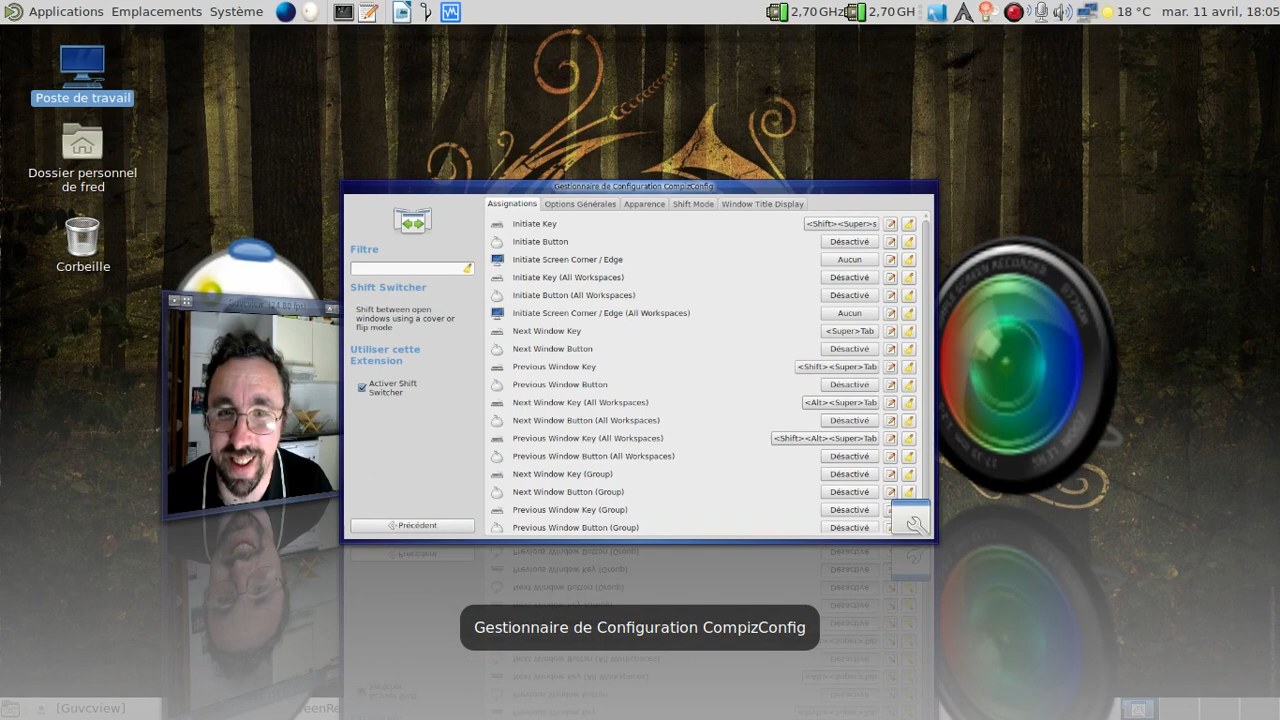 Applications Emplacements Système
2,70 GHz
2,70 GH
18 °C
mar. 11 avril, 18:05
Poste de travail
Dossier personnel
de fred
Corbeille
Gestionnaire de Configuration CompizConfig
Filtre
Shift Switcher
Shift between open
windows using a cover or
flip mode
Utiliser cette
Extension
Activer Shift
Switcher
Précédent
Assignations Options Générales Apparence Shift Mode Window Title Display
Initiate Key <Shift><Super>s
Initiate Button Désactivé
Initiate Screen Corner / Edge Aucun
Initiate Key (All Workspaces) Désactivé
Initiate Button (All Workspaces) Désactivé
Initiate Screen Corner / Edge (All Workspaces) Aucun
Next Window Key <Super>Tab
Next Window Button Désactivé
Previous Window Key <Shift><Super>Tab
Previous Window Button Désactivé
Next Window Key (All Workspaces) <Alt><Super>Tab
Next Window Button (All Workspaces) Désactivé
Previous Window Key (All Workspaces) <Shift><Alt><Super>Tab
Previous Window Button (All Workspaces) Désactivé
Next Window Key (Group) Désactivé
Next Window Button (Group) Désactivé
Previous Window Key (Group) Désactivé
Previous Window Button (Group) Désactivé
Gestionnaire de Configuration CompizConfig
[Guvcview]